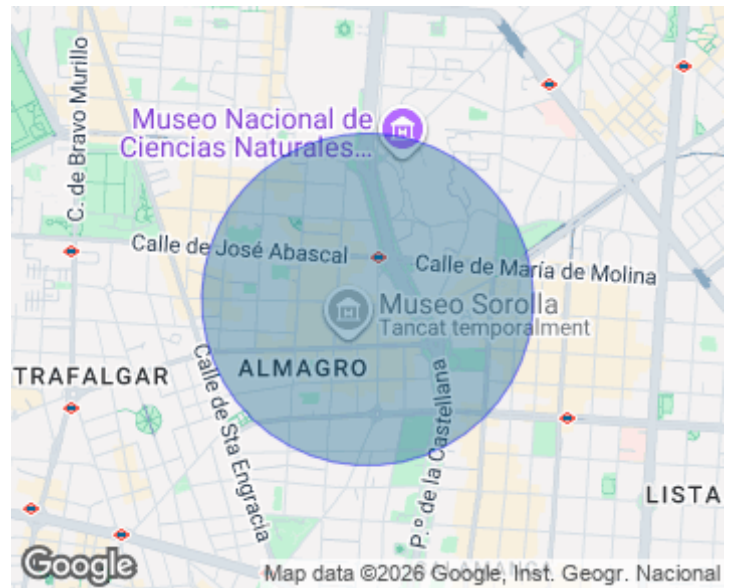 Museo Nacional de
Ciencias Naturales...
C. de Bravo Murillo
Calle de José Abascal
Calle de María de Molina
Museo Sorolla
Tancat temporalment
TRAFALGAR
ALMAGRO
Calle de Sta Engracia
P.º de la Castellana
LISTA
Google
Map data ©2026 Google, Inst. Geogr. Nacional